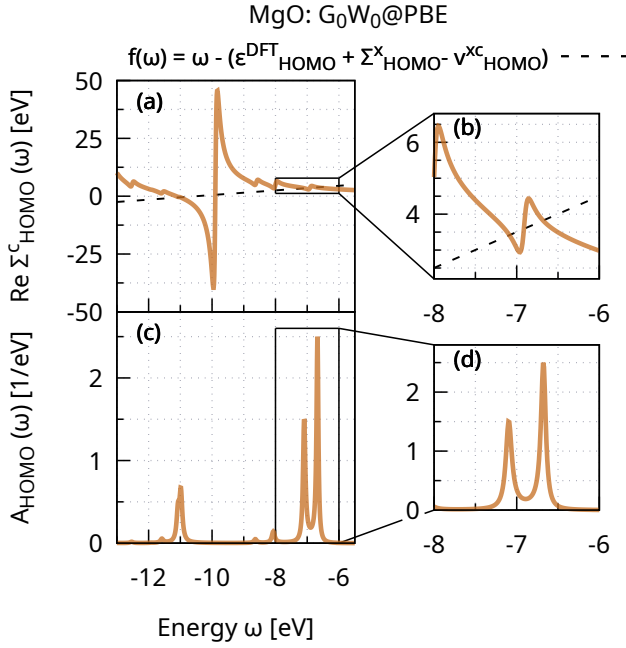 MgO: G₀W₀@PBE
f(ω) = ω - (εᴰᶠᵀHOMO + ΣˣHOMO- vˣᶜHOMO)
(a)
(b)
Re ΣᶜHOMO (ω) [eV]
50
25
0
-25
-50
6
4
-8
-7
-6
(c)
(d)
AHOMO (ω) [1/eV]
2
1
0
2
1
0
-12
-10
-8
-6
-8
-7
-6
Energy ω [eV]